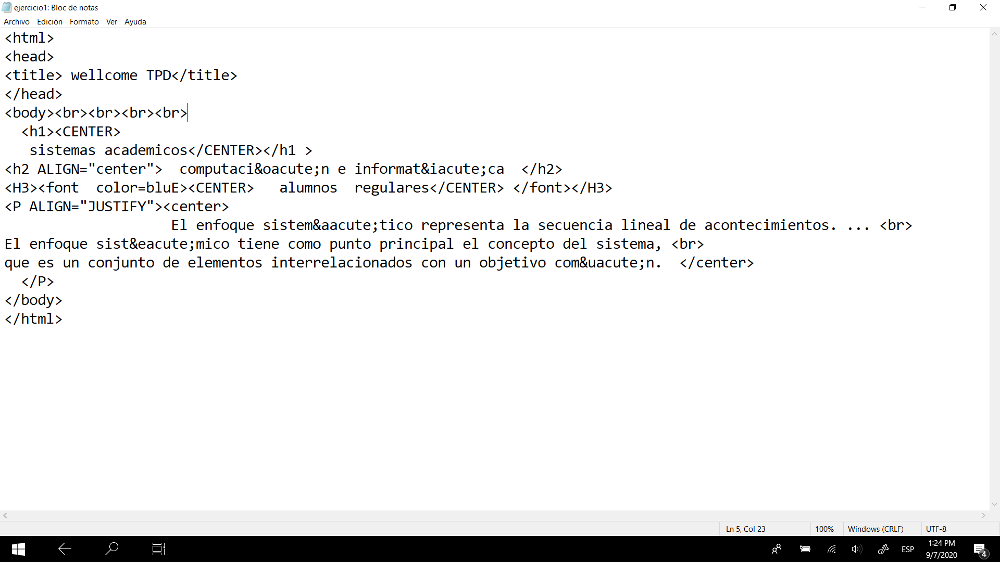 ejercicio1: Bloc de notas
Archivo Edición Formato Ver Ayuda
<html>
<head>
<title> wellcome TPD</title>
</head>
<body><br><br><br><br>
  <h1><CENTER>
   sistemas academicos</CENTER></h1 >
<h2 ALIGN="center">  computaci&oacute;n e informat&iacute;ca  </h2>
<H3><font  color=bluE><CENTER>   alumnos  regulares</CENTER> </font></H3>
<P ALIGN="JUSTIFY"><center>
                    El enfoque sistem&aacute;tico representa la secuencia lineal de acontecimientos. ... <br>
El enfoque sist&eacute;mico tiene como punto principal el concepto del sistema, <br>
que es un conjunto de elementos interrelacionados con un objetivo com&uacute;n.  </center>
  </P>
</body>
</html>
Ln 5, Col 23 100% Windows (CRLF) UTF-8
ESP
1:24 PM
9/7/2020
4